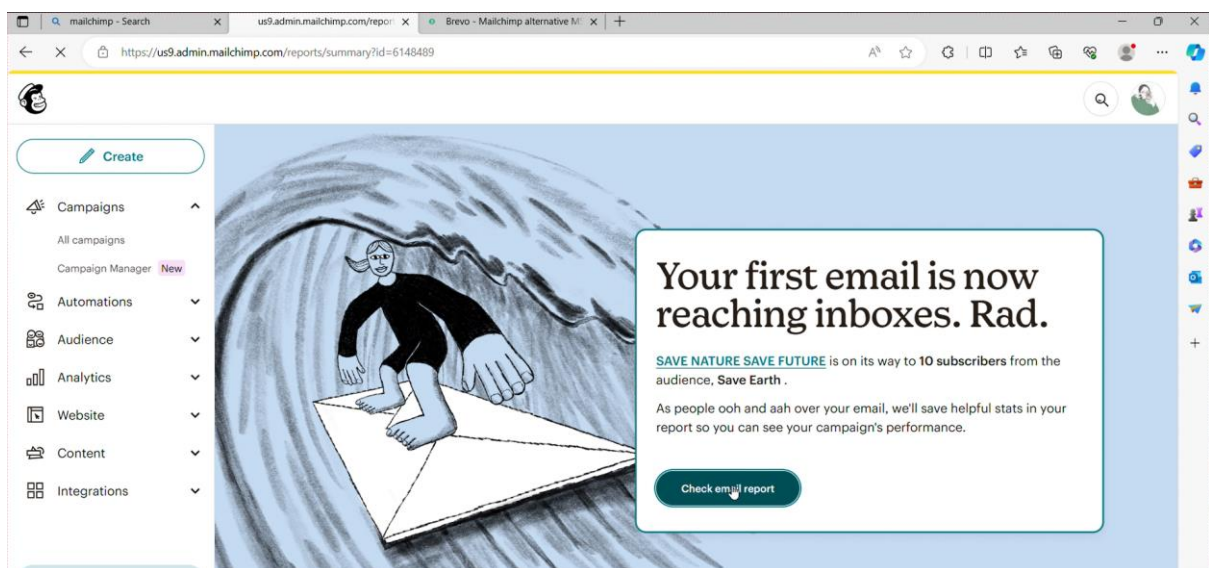 mailchimp - Search
us9.admin.mailchimp.com/repor
Brevo - Mailchimp alternative M
https://us9.admin.mailchimp.com/reports/summary?id=6148489
Create
Campaigns
All campaigns
Campaign Manager New
Automations
Audience
Analytics
Website
Content
Integrations
Your first email is now
reaching inboxes. Rad.
SAVE NATURE SAVE FUTURE is on its way to 10 subscribers from the
audience, Save Earth .
As people ooh and aah over your email, we'll save helpful stats in your
report so you can see your campaign's performance.
Check email report